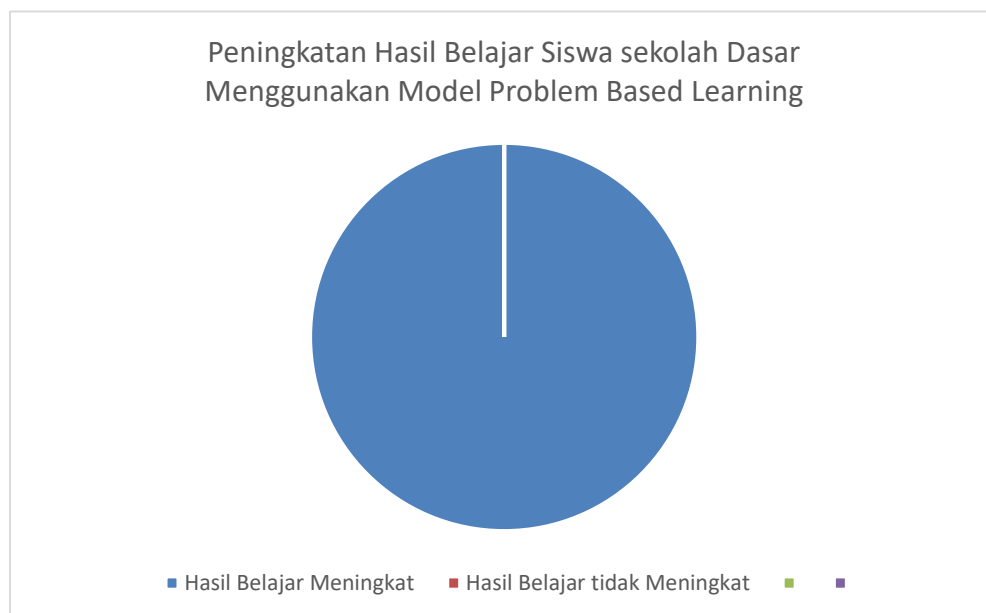 Peningkatan Hasil Belajar Siswa sekolah Dasar
Menggunakan Model Problem Based Learning
Hasil Belajar Meningkat Hasil Belajar tidak Meningkat